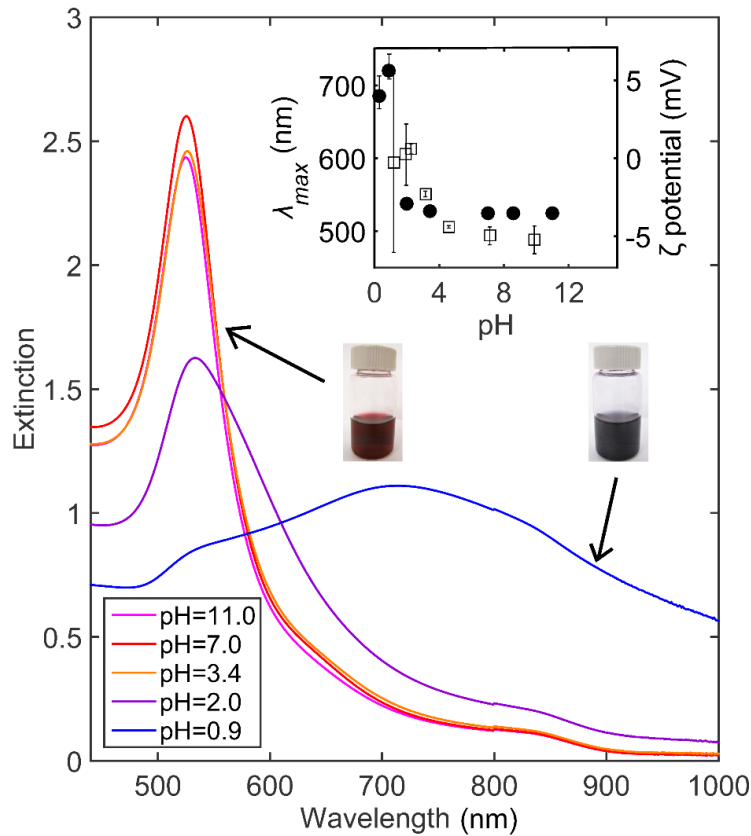 3
2.5
2
1.5
1
0.5
0
Extinction
500
600
700
800
900
1000
Wavelength (nm)
pH=11.0
pH=7.0
pH=3.4
pH=2.0
pH=0.9
700
600
500
λmax (nm)
0
4
8
12
pH
5
0
-5
ζ potential (mV)